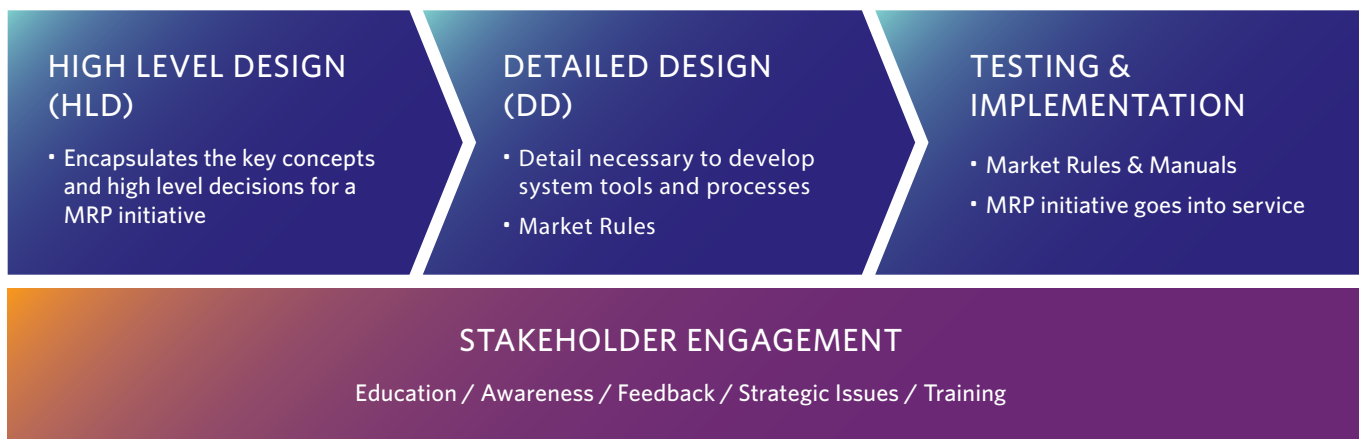 HIGH LEVEL DESIGN
(HLD)
• Encapsulates the key concepts
and high level decisions for a
MRP initiative
DETAILED DESIGN
(DD)
• Detail necessary to develop
system tools and processes
• Market Rules
TESTING &
IMPLEMENTATION
• Market Rules & Manuals
• MRP initiative goes into service
STAKEHOLDER ENGAGEMENT
Education / Awareness / Feedback / Strategic Issues / Training